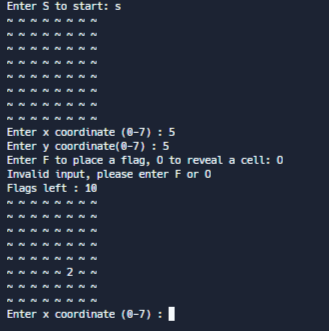 Enter S to start: s
~ ~ ~ ~ ~ ~ ~ ~
~ ~ ~ ~ ~ ~ ~ ~
~ ~ ~ ~ ~ ~ ~ ~
~ ~ ~ ~ ~ ~ ~ ~
~ ~ ~ ~ ~ ~ ~ ~
~ ~ ~ ~ ~ ~ ~ ~
~ ~ ~ ~ ~ ~ ~ ~
~ ~ ~ ~ ~ ~ ~ ~
Enter x coordinate (0-7) : 5
Enter y coordinate(0-7) : 5
Enter F to place a flag, O to reveal a cell: O
Invalid input, please enter F or O
Flags left : 10
~ ~ ~ ~ ~ ~ ~ ~
~ ~ ~ ~ ~ ~ ~ ~
~ ~ ~ ~ ~ ~ ~ ~
~ ~ ~ ~ ~ ~ ~ ~
~ ~ ~ ~ ~ ~ ~ ~
~ ~ ~ ~ ~ 2 ~ ~
~ ~ ~ ~ ~ ~ ~ ~
~ ~ ~ ~ ~ ~ ~ ~
Enter x coordinate (0-7) :